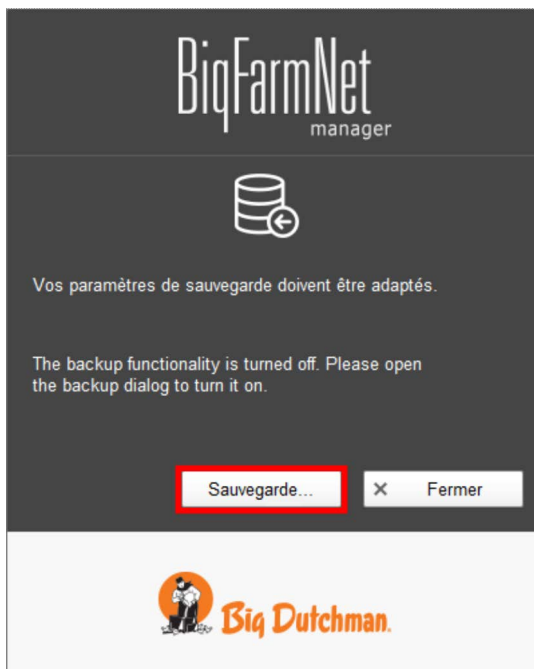 BigFarmNet
manager
Vos paramètres de sauvegarde doivent être adaptés.
The backup functionality is turned off. Please open
the backup dialog to turn it on.
Sauvegarde...
Fermer
Big Dutchman.